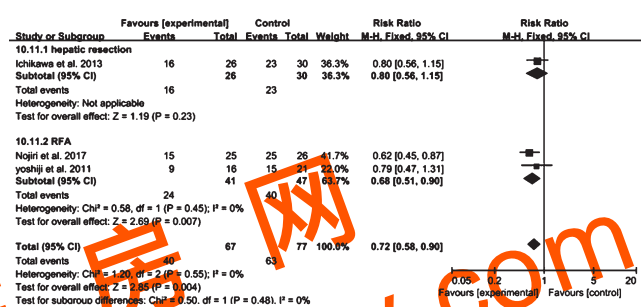 Favours [experimental] Control Risk Ratio Risk Ratio
Study or Subgroup Events Total Events Total Weight M-H, Fixed, 95% CI M-H, Fixed, 95% CI
10.11.1 hepatic resection
Ichikawa et al. 2013 16 26 23 30 36.3% 0.80 [0.56, 1.15]
Subtotal (95% CI) 26 30 36.3% 0.80 [0.56, 1.15]
Total events 16 23
Heterogeneity: Not applicable
Test for overall effect: Z = 1.19 (P = 0.23)
10.11.2 RFA
Nojiri et al. 2017 15 25 25 26 41.7% 0.62 [0.45, 0.87]
yoshiji et al. 2011 9 16 15 21 22.0% 0.79 [0.47, 1.31]
Subtotal (95% CI) 41 47 63.7% 0.68 [0.51, 0.90]
Total events 24 40
Heterogeneity: Chi² = 0.58, df = 1 (P = 0.45); I² = 0%
Test for overall effect: Z = 2.69 (P = 0.007)
Total (95% CI) 67 77 100.0% 0.72 [0.58, 0.90]
Total events 40 63
Heterogeneity: Chi² = 1.20, df = 2 (P = 0.55); I² = 0%
Test for overall effect: Z = 2.85 (P = 0.004)
Test for subgroup differences: Chi² = 0.50, df = 1 (P = 0.48), I² = 0%
0.05 0.2 1 5 20
Favours [experimental] Favours [control]
网
.com